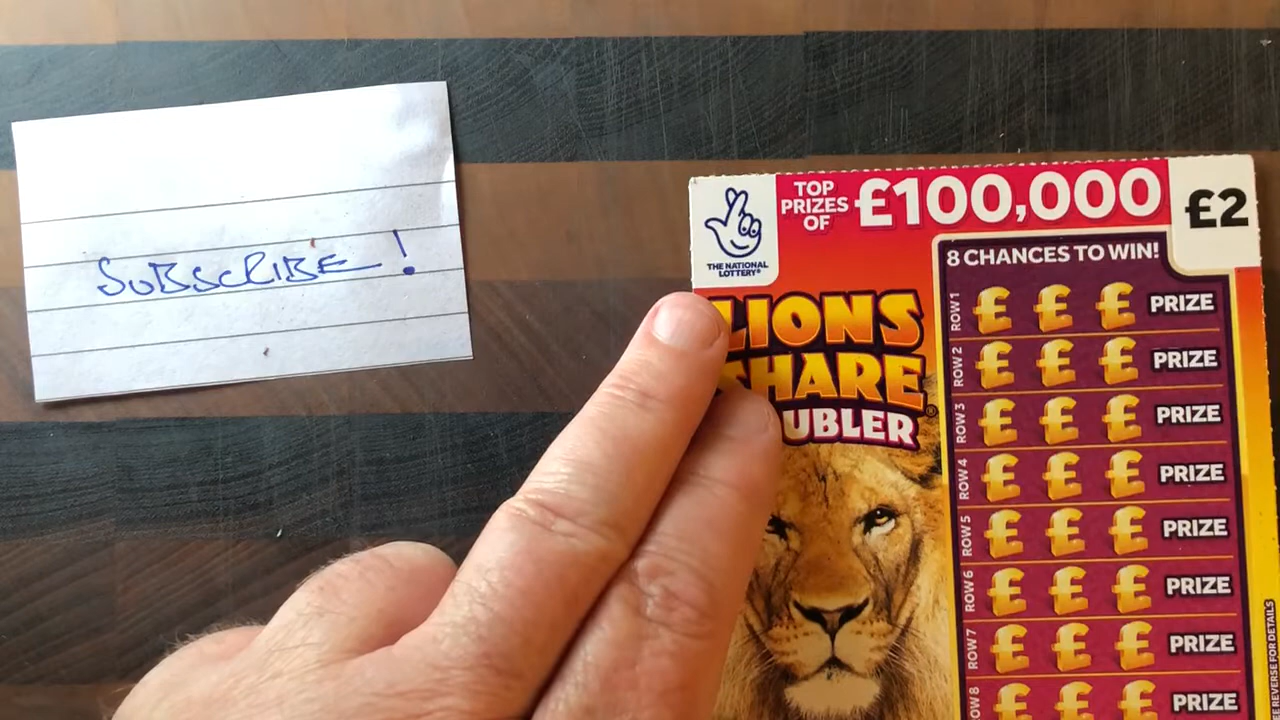 SUBSCRIBE!
THE NATIONAL
LOTTERY®
TOP
PRIZES
OF
£100,000
£2
LIONS
SHARE
UBLER®
8 CHANCES TO WIN!
ROW 1 £ £ £ PRIZE
ROW 2 £ £ £ PRIZE
ROW 3 £ £ £ PRIZE
ROW 4 £ £ £ PRIZE
ROW 5 £ £ £ PRIZE
ROW 6 £ £ £ PRIZE
ROW 7 £ £ £ PRIZE
ROW 8 £ £ £ PRIZE
REVERSE FOR DETAILS